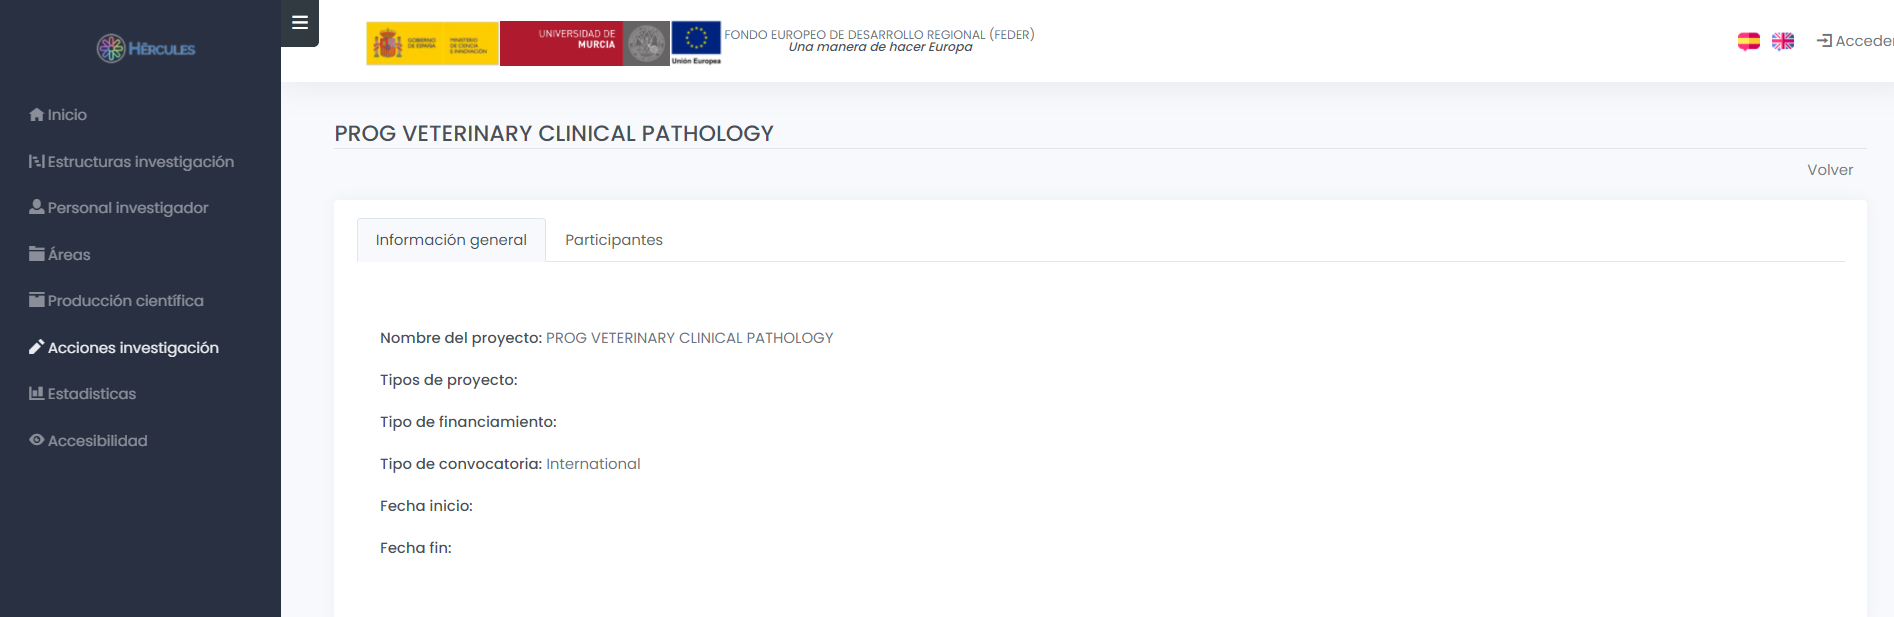 HÉRCULES
Inicio
Estructuras investigación
Personal investigador
Áreas
Producción científica
Acciones investigación
Estadisticas
Accesibilidad
GOBIERNO DE ESPAÑA
MINISTERIO DE CIENCIA E INNOVACIÓN
UNIVERSIDAD DE
MURCIA
Unión Europea
FONDO EUROPEO DE DESARROLLO REGIONAL (FEDER)
Una manera de hacer Europa
Acceder
PROG VETERINARY CLINICAL PATHOLOGY
Volver
Información general
Participantes
Nombre del proyecto: PROG VETERINARY CLINICAL PATHOLOGY
Tipos de proyecto:
Tipo de financiamiento:
Tipo de convocatoria: International
Fecha inicio:
Fecha fin: